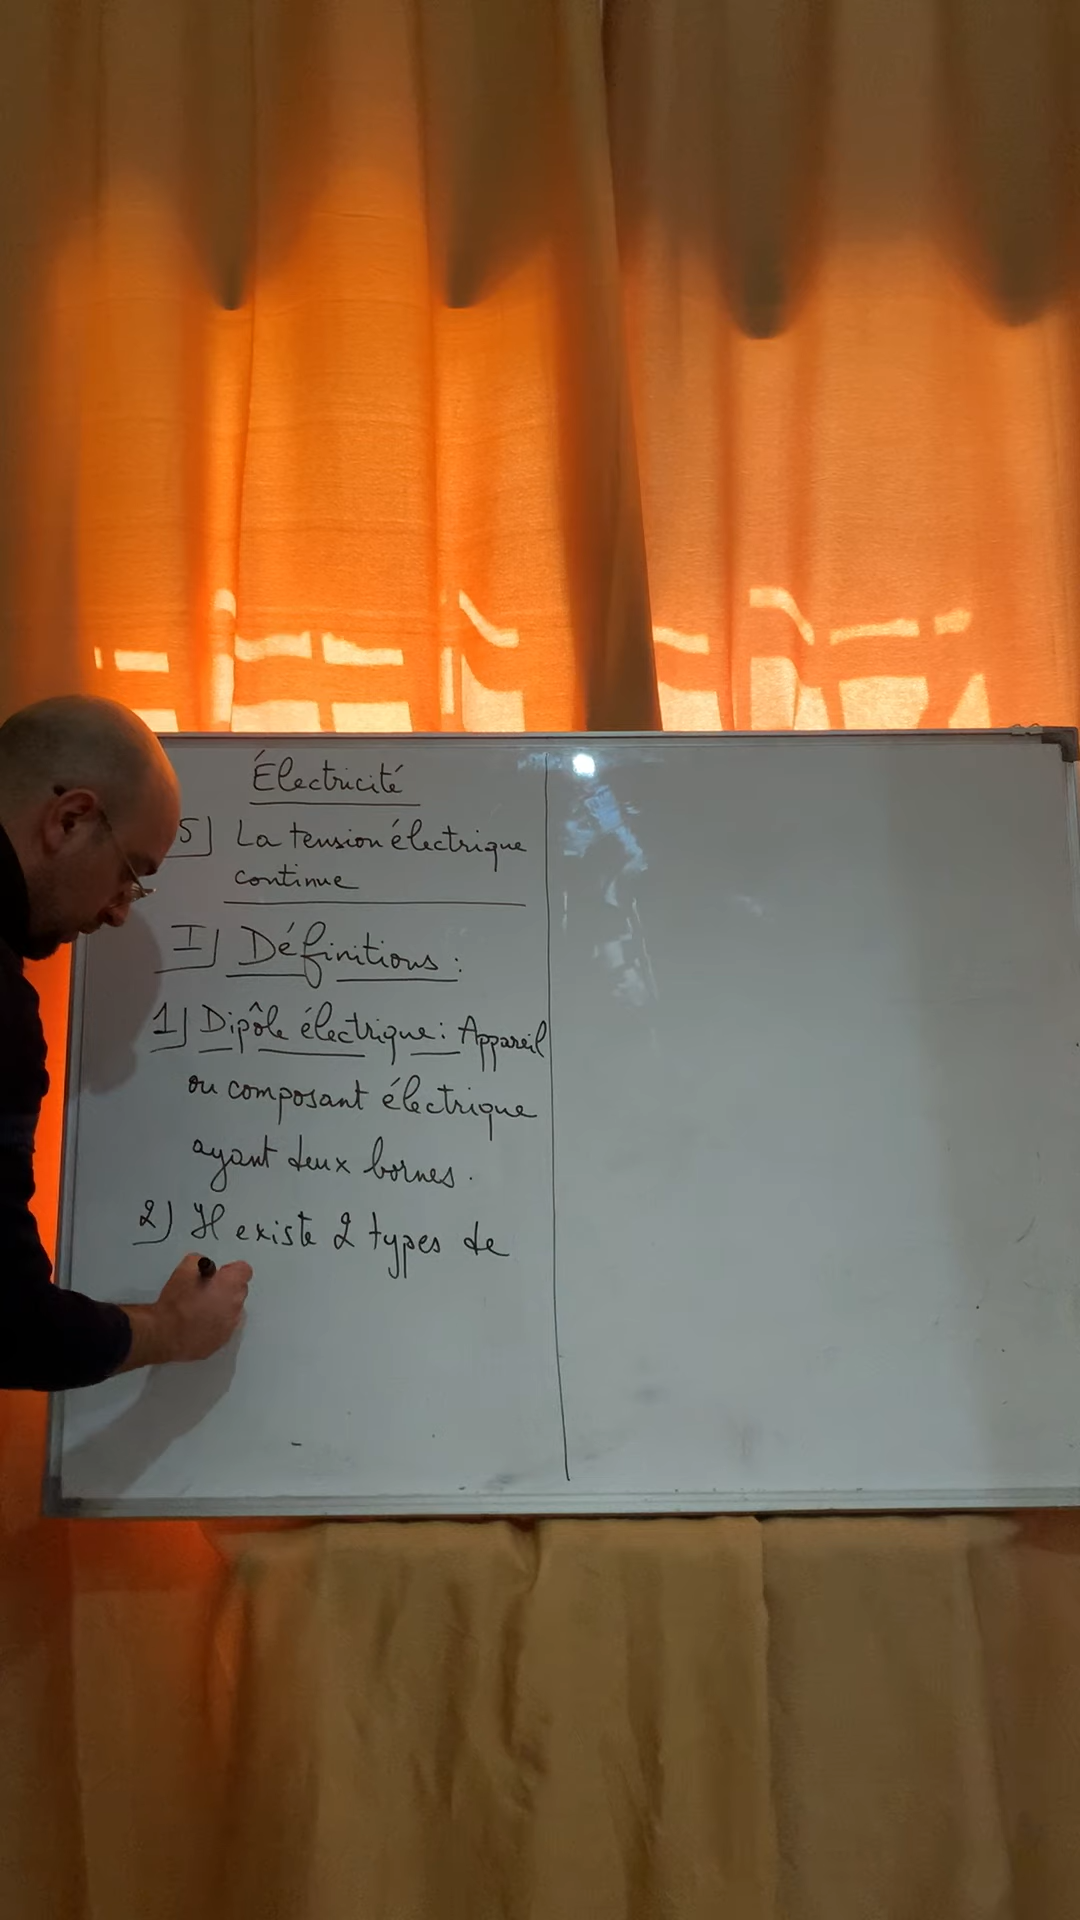 Électricité
5) La tension électrique
continue
I) Définitions :
1) Dipôle électrique : Appareil
ou composant électrique
ayant deux bornes.
2) Il existe 2 types de